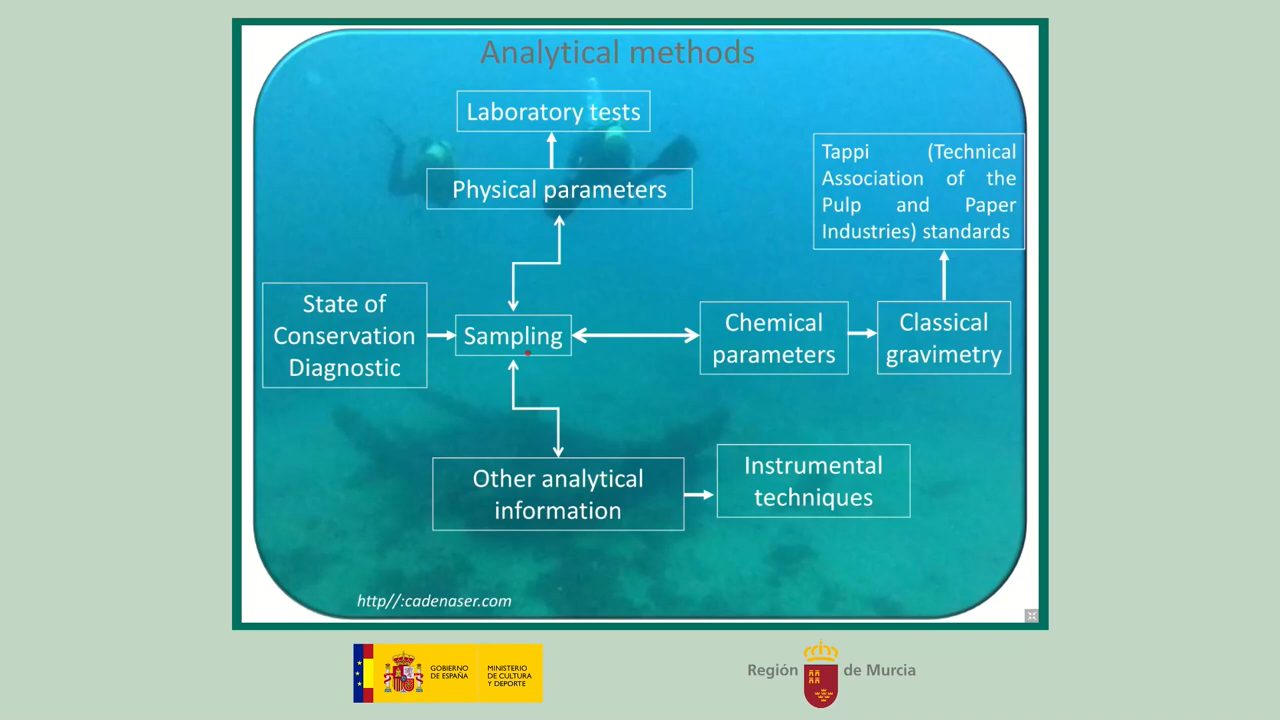 Analytical methods
Laboratory tests
Physical parameters
Tappi (Technical
Association of the
Pulp and Paper
Industries) standards
State of
Conservation
Diagnostic
Sampling
Chemical
parameters
Classical
gravimetry
Other analytical
information
Instrumental
techniques
http//:cadenaser.com
GOBIERNO
DE ESPAÑA
MINISTERIO
DE CULTURA
Y DEPORTE
Región de Murcia